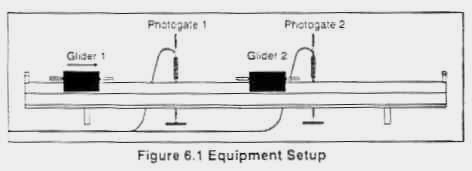 Photogate 1 Photogate 2
Glider 1 Glider 2
Figure 6.1 Equipment Setup